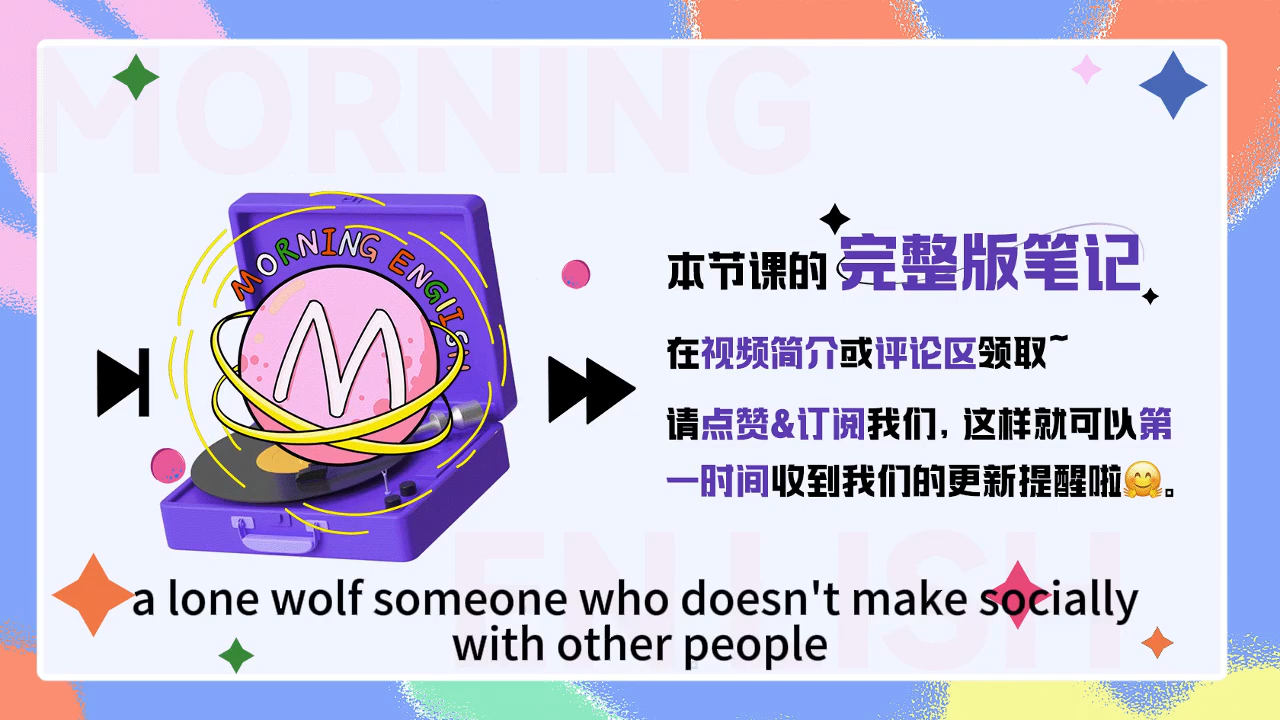 MORNING
MORNING ENGLISH
M
本节课的 完整版笔记
在视频简介或评论区领取~
请点赞&订阅我们, 这样就可以第
一时间收到我们的更新提醒啦🤗。
ENLISH
a lone wolf someone who doesn't make socially
with other people